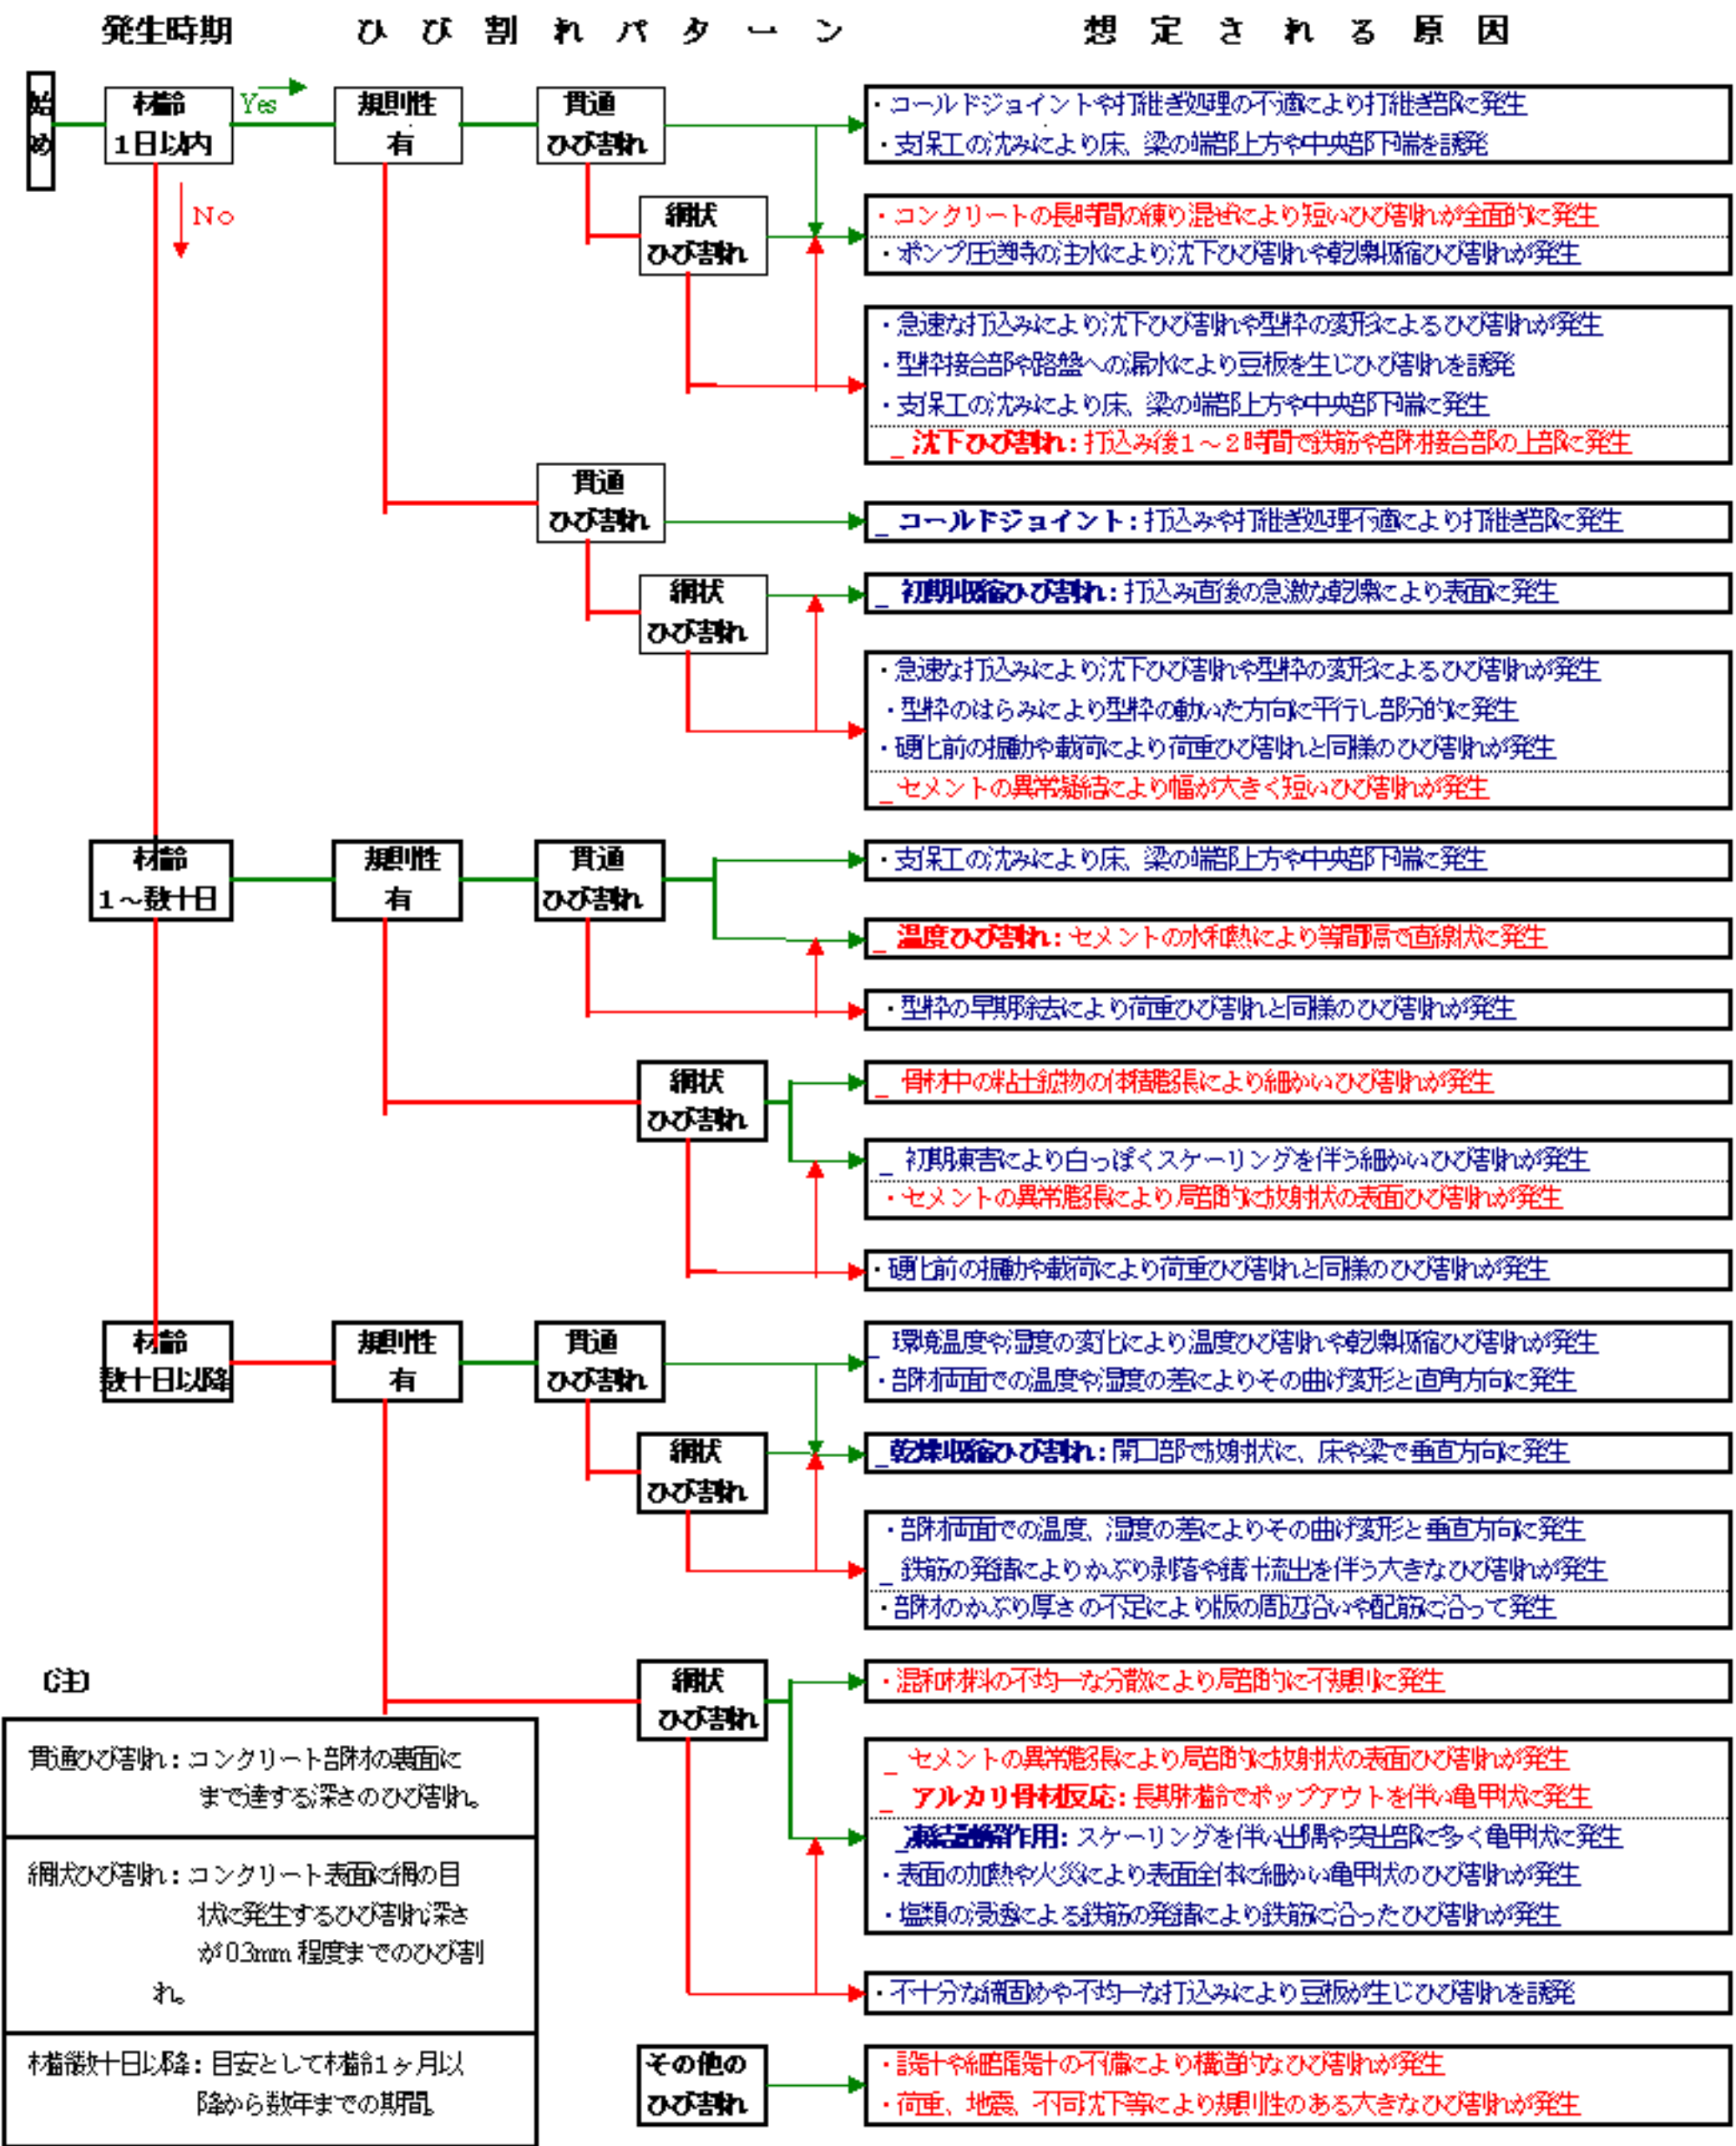 発生時期 ひび割れパターン 想定される原因
始め
材齢
1日以内
Yes
No
規則性
有
貫通
ひび割れ
・コールドジョイントや打継ぎ処理の不適により打継ぎ部に発生
・支保工の沈みにより床、梁の端部上方や中央部下端を誘発
網状
ひび割れ
・コンクリートの長時間の練り混ぜにより短いひび割れが全面的に発生
・ポンプ圧送時の注水により沈下ひび割れや乾燥収縮ひび割れが発生
・急速な打込みにより沈下ひび割れや型枠の変形によるひび割れが発生
・型枠接合部や路盤への漏水により豆板を生じひび割れを誘発
・支保工の沈みにより床、梁の端部上方や中央部下端に発生
_ 沈下ひび割れ:打込み後1~2時間で鉄筋や部材接合部の上部に発生
貫通
ひび割れ
_ コールドジョイント:打込みや打継ぎ処理不適により打継ぎ部に発生
網状
ひび割れ
_ 初期収縮ひび割れ:打込み直後の急激な乾燥により表面に発生
・急速な打込みにより沈下ひび割れや型枠の変形によるひび割れが発生
・型枠のはらみにより型枠の動いた方向に平行し部分的に発生
・硬化前の振動や載荷により荷重ひび割れと同様のひび割れが発生
_ セメントの異常凝結により幅が大きく短いひび割れが発生
材齢
1~数十日
規則性
有
貫通
ひび割れ
・支保工の沈みにより床、梁の端部上方や中央部下端に発生
_ 温度ひび割れ:セメントの水和熱により等間隔で直線状に発生
・型枠の早期除去により荷重ひび割れと同様のひび割れが発生
網状
ひび割れ
_ 骨材中の粘土鉱物の体積膨張により細かいひび割れが発生
_ 初期凍害により白っぽくスケーリングを伴う細かいひび割れが発生
・セメントの異常膨張により局部的に放射状の表面ひび割れが発生
・硬化前の振動や載荷により荷重ひび割れと同様のひび割れが発生
材齢
数十日以降
規則性
有
貫通
ひび割れ
_ 環境温度や湿度の変化により温度ひび割れや乾燥収縮ひび割れが発生
・部材両面での温度や湿度の差によりその曲げ変形と直角方向に発生
網状
ひび割れ
_ 乾燥収縮ひび割れ:開口部で放射状に、床や梁で垂直方向に発生
・部材両面での温度、湿度の差によりその曲げ変形と垂直方向に発生
_ 鉄筋の発錆によりかぶり剥落や錆汁流出を伴う大きなひび割れが発生
・部材のかぶり厚さの不足により版の周辺沿いや配筋に沿って発生
網状
ひび割れ
・混和材料の不均一な分散により局部的に不規則に発生
_ セメントの異常膨張により局部的に放射状の表面ひび割れが発生
_ アルカリ骨材反応:長期材齢でポップアウトを伴い亀甲状に発生
_ 凍結融解作用:スケーリングを伴い出隅や突出部に多く亀甲状に発生
・表面の加熱や火災により表面全体に細かい亀甲状のひび割れが発生
・塩類の浸透による鉄筋の発錆により鉄筋に沿ったひび割れが発生
・不十分な締固めや不均一な打込みにより豆板が生じひび割れを誘発
その他の
ひび割れ
・設計や細部設計の不備により構造的なひび割れが発生
・荷重、地震、不同沈下等により規則性のある大きなひび割れが発生
(注)
貫通ひび割れ:コンクリート部材の裏面に
まで達する深さのひび割れ。
網状ひび割れ:コンクリート表面に網の目
状に発生するひび割れ深さ
が0.3mm 程度までのひび割
れ。
材齢数十日以降:目安として材齢1ヶ月以
降から数年までの期間。